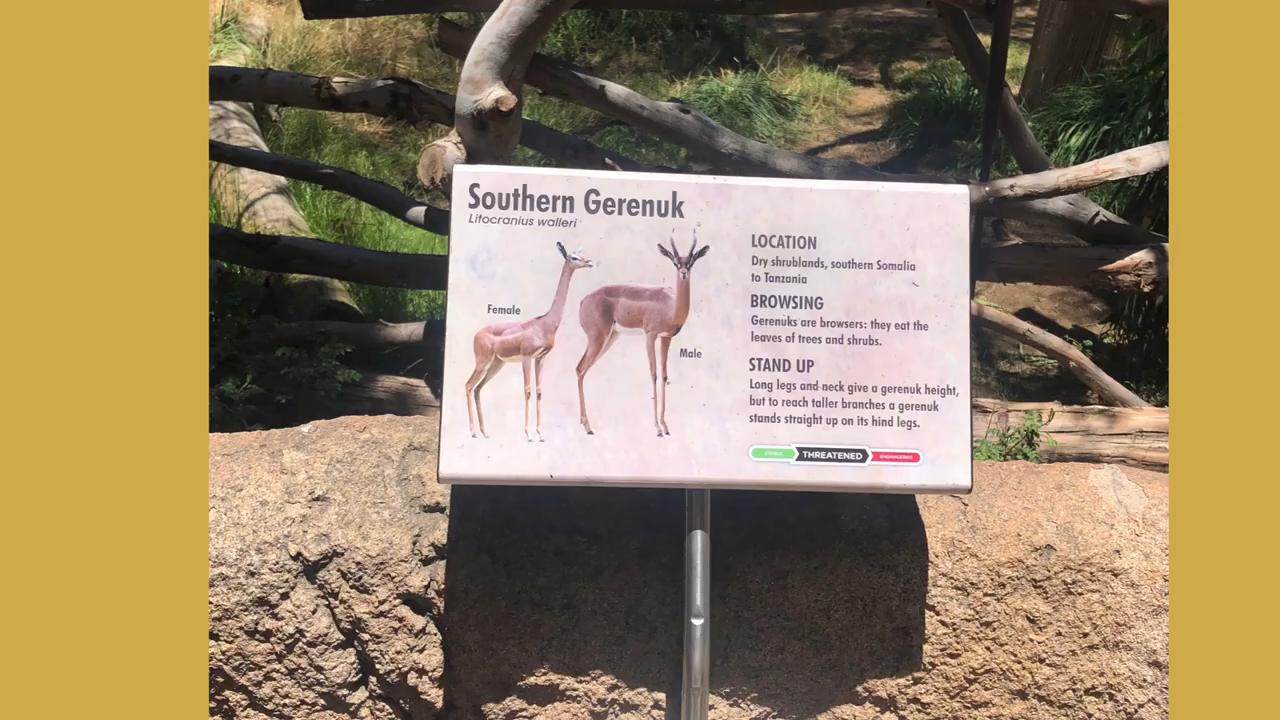 Southern Gerenuk
Litocranius walleri
Female
Male
LOCATION
Dry shrublands, southern Somalia
to Tanzania
BROWSING
Gerenuks are browsers: they eat the
leaves of trees and shrubs.
STAND UP
Long legs and neck give a gerenuk height,
but to reach taller branches a gerenuk
stands straight up on its hind legs.
STABLE THREATENED ENDANGERED